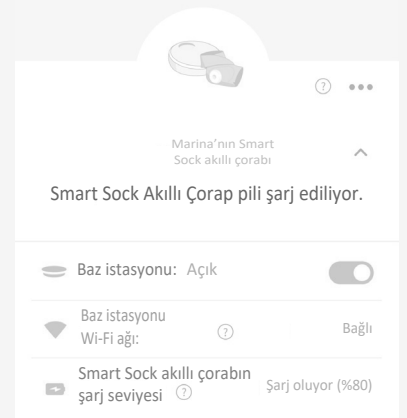 Marina'nın Smart
Sock akıllı çorabı
Smart Sock Akıllı Çorap pili şarj ediliyor.
Baz istasyonu: Açık
Baz istasyonu
Wi-Fi ağı: ? Bağlı
Smart Sock akıllı çorabın
şarj seviyesi ? Şarj oluyor (%80)